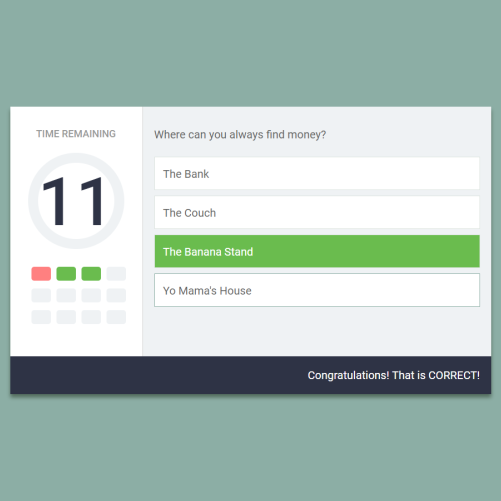 TIME REMAINING
11
Where can you always find money?
The Bank
The Couch
The Banana Stand
Yo Mama's House
Congratulations! That is CORRECT!